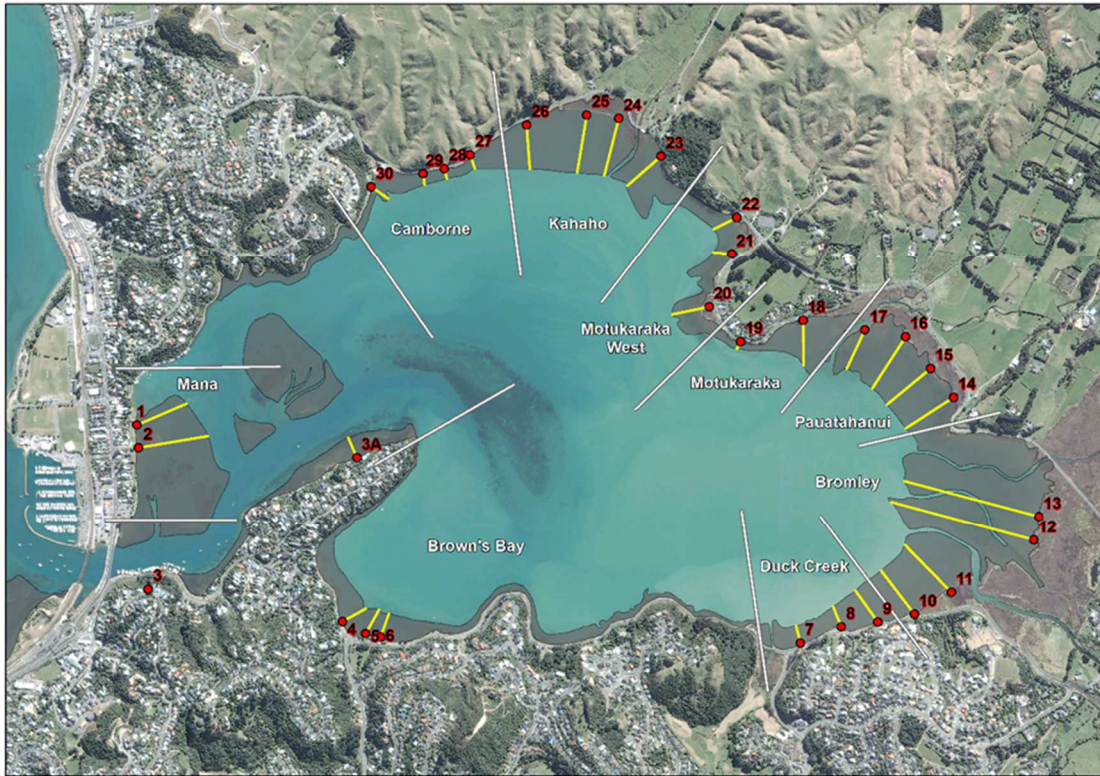 26
25
24
27
23
28
29
30
22
Camborne
Kahaho
21
20
18
Motukaraka
West
19
17
16
Mana
Motukaraka
15
14
1
Pauatahanui
2
3A
Bromley
13
12
Brown's Bay
Duck Creek
3
11
10
4
5
6
7
8
9